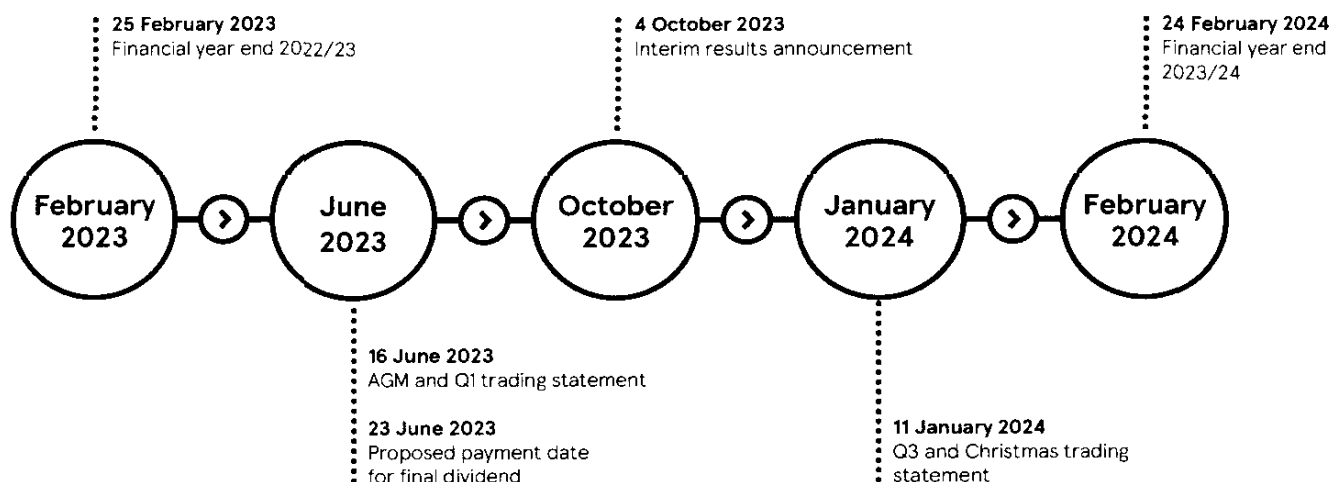 25 February 2023
Financial year end 2022/23
4 October 2023
Interim results announcement
24 February 2024
Financial year end
2023/24
February
2023
June
2023
October
2023
January
2024
February
2024
16 June 2023
AGM and Q1 trading statement
23 June 2023
Proposed payment date
for final dividend
11 January 2024
Q3 and Christmas trading
statement